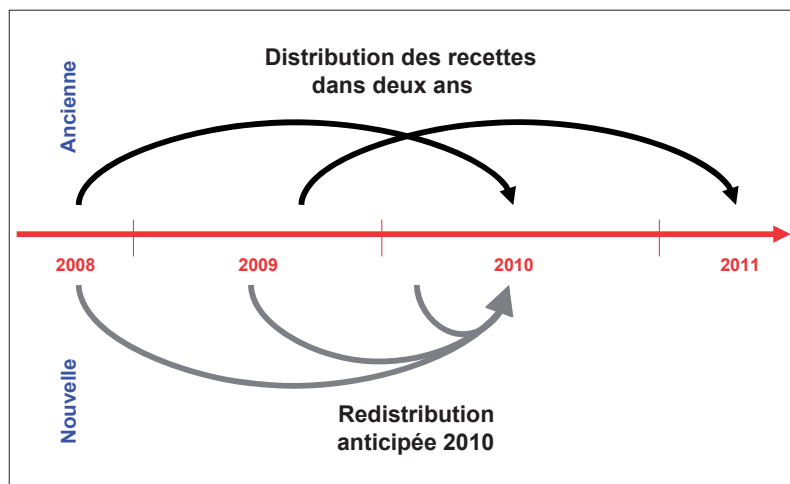 Distribution des recettes
dans deux ans
Ancienne
2008
2009
2010
2011
Nouvelle
Redistribution
anticipée 2010